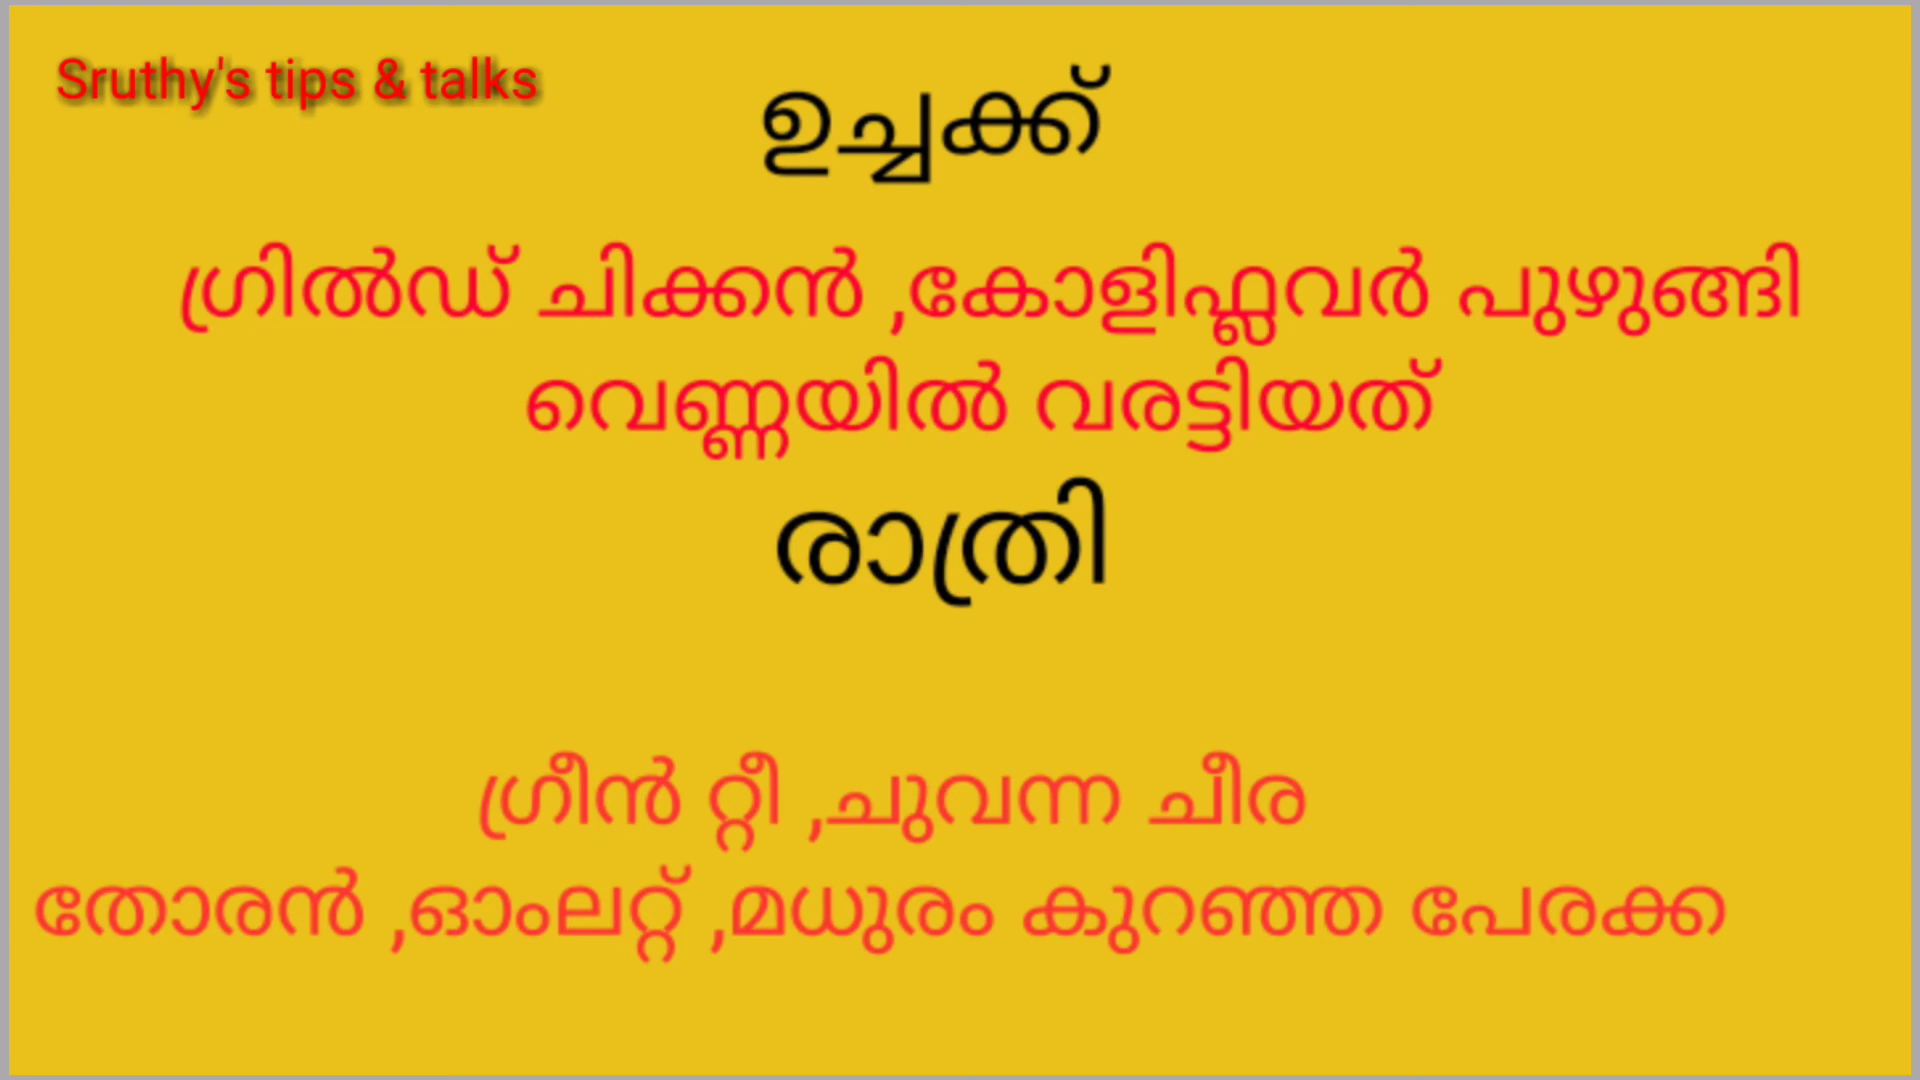 Sruthy's tips & talks
ഉച്ചക്ക്
ഗ്രിൽഡ് ചിക്കൻ ,കോളിഫ്ലവർ പുഴുങ്ങി
വെണ്ണയിൽ വരട്ടിയത്
രാത്രി
ഗ്രീൻ റ്റീ ,ചുവന്ന ചീര
തോരൻ ,ഓംലറ്റ് ,മധുരം കുറഞ്ഞ പേരക്ക